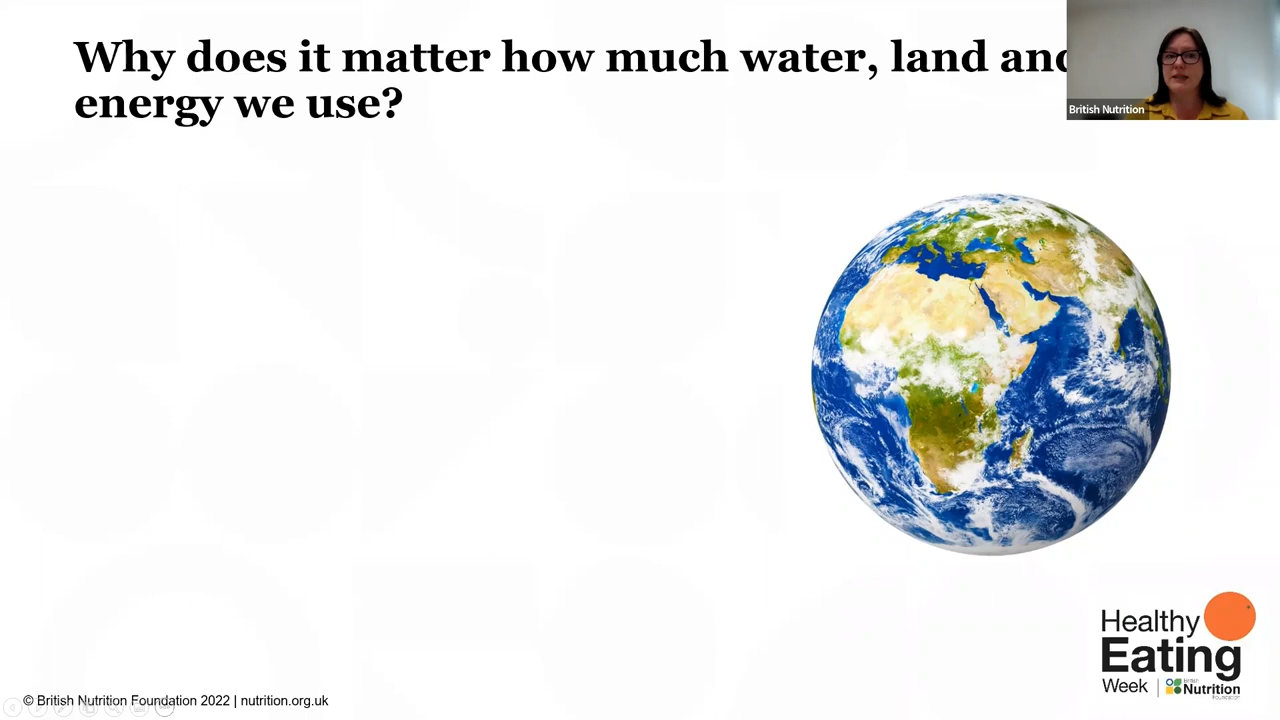 Why does it matter how much water, land and
energy we use?
British Nutrition
Healthy
Eating
Week
British
Nutrition
FOUNDATION
© British Nutrition Foundation 2022 | nutrition.org.uk